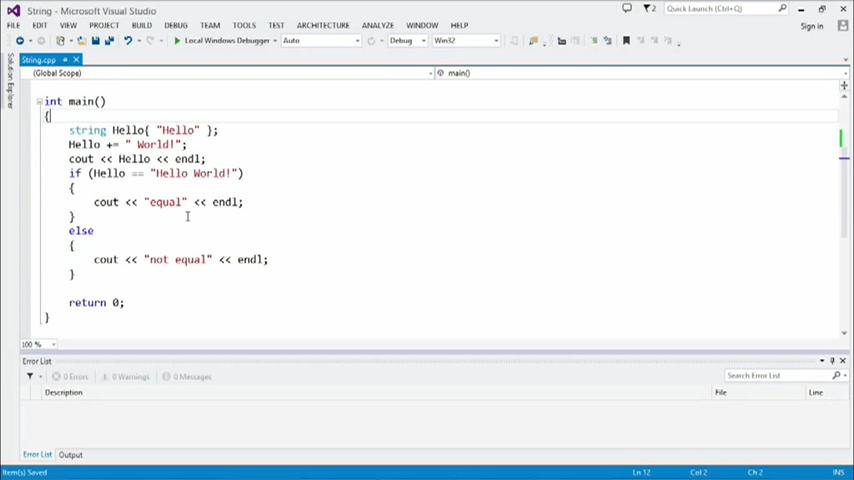 String - Microsoft Visual Studio
2
Quick Launch (Ctrl+Q)
FILE EDIT VIEW PROJECT BUILD DEBUG TEAM TOOLS TEST ARCHITECTURE ANALYZE WINDOW HELP
Sign in
Local Windows Debugger Auto Debug Win32
Solution Explorer
String.cpp
(Global Scope) main()
int main()
{
string Hello{ "Hello" };
Hello += " World!";
cout << Hello << endl;
if (Hello == "Hello World!")
{
cout << "equal" << endl;
}
else
{
cout << "not equal" << endl;
}
return 0;
}
100 %
Error List
0 Errors 0 Warnings 0 Messages
Search Error List
Description File Line
Error List Output
Item(s) Saved Ln 12 Col 2 Ch 2 INS